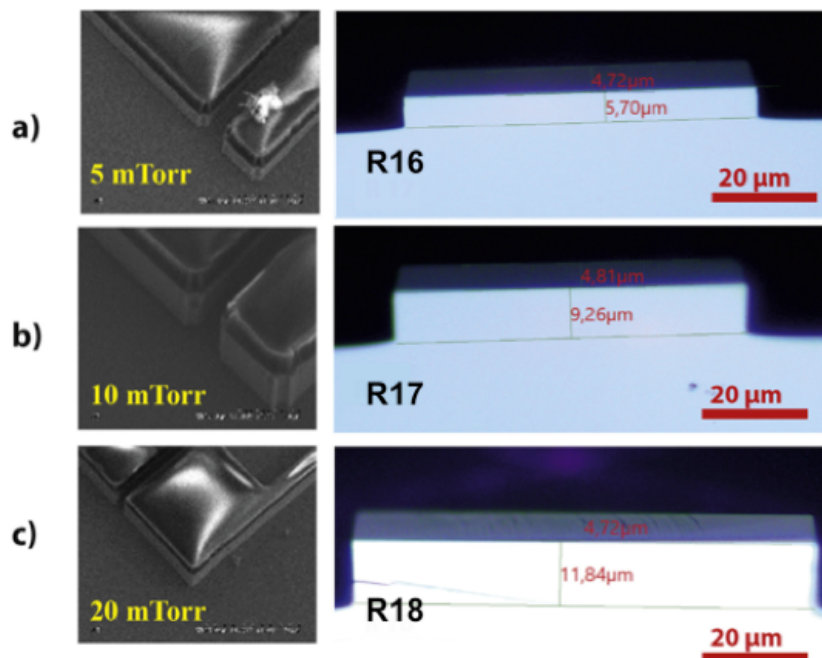 a)
5 mTorr
4,72µm
5,70µm
R16
20 µm
b)
10 mTorr
4,81µm
9,26µm
R17
20 µm
c)
20 mTorr
4,72µm
11,84µm
R18
20 µm